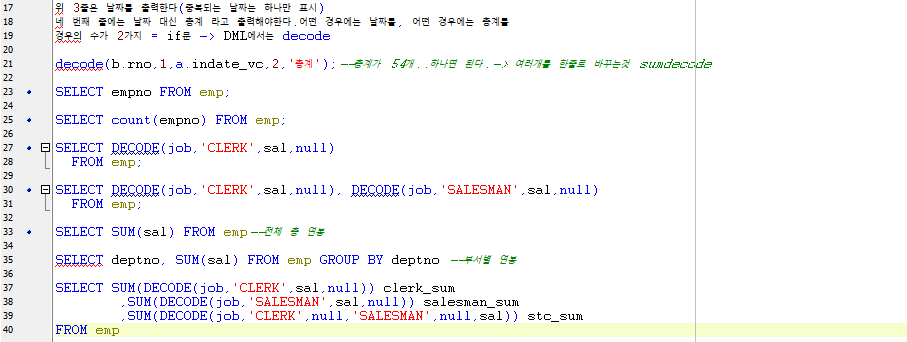 17 위 3줄은 날짜를 출력한다(중복되는 날짜는 하나만 표시)
18 네 번째 줄에는 날짜 대신 총계 라고 출력해야한다.어떤 경우에는 날짜를, 어떤 경우에는 총계를
19 경우의 수가 2가지 = if문 -> DML에서는 decode
20
21 decode(b.rno,1,a.indate_vc,2,'총계');--총계가 54개..하나면 된다.-> 여러개를 한줄로 바꾸는것 sumdecode
22
23 SELECT empno FROM emp;
24
25 SELECT count(empno) FROM emp;
26
27 SELECT DECODE(job,'CLERK',sal,null)
28 FROM emp;
29
30 SELECT DECODE(job,'CLERK',sal,null), DECODE(job,'SALESMAN',sal,null)
31 FROM emp;
32
33 SELECT SUM(sal) FROM emp--전체 총 연봉
34
35 SELECT deptno, SUM(sal) FROM emp GROUP BY deptno --부서별 연봉
36
37 SELECT SUM(DECODE(job,'CLERK',sal,null)) clerk_sum
38 ,SUM(DECODE(job,'SALESMAN',sal,null)) salesman_sum
39 ,SUM(DECODE(job,'CLERK',null,'SALESMAN',null,sal)) stc_sum
40 FROM emp